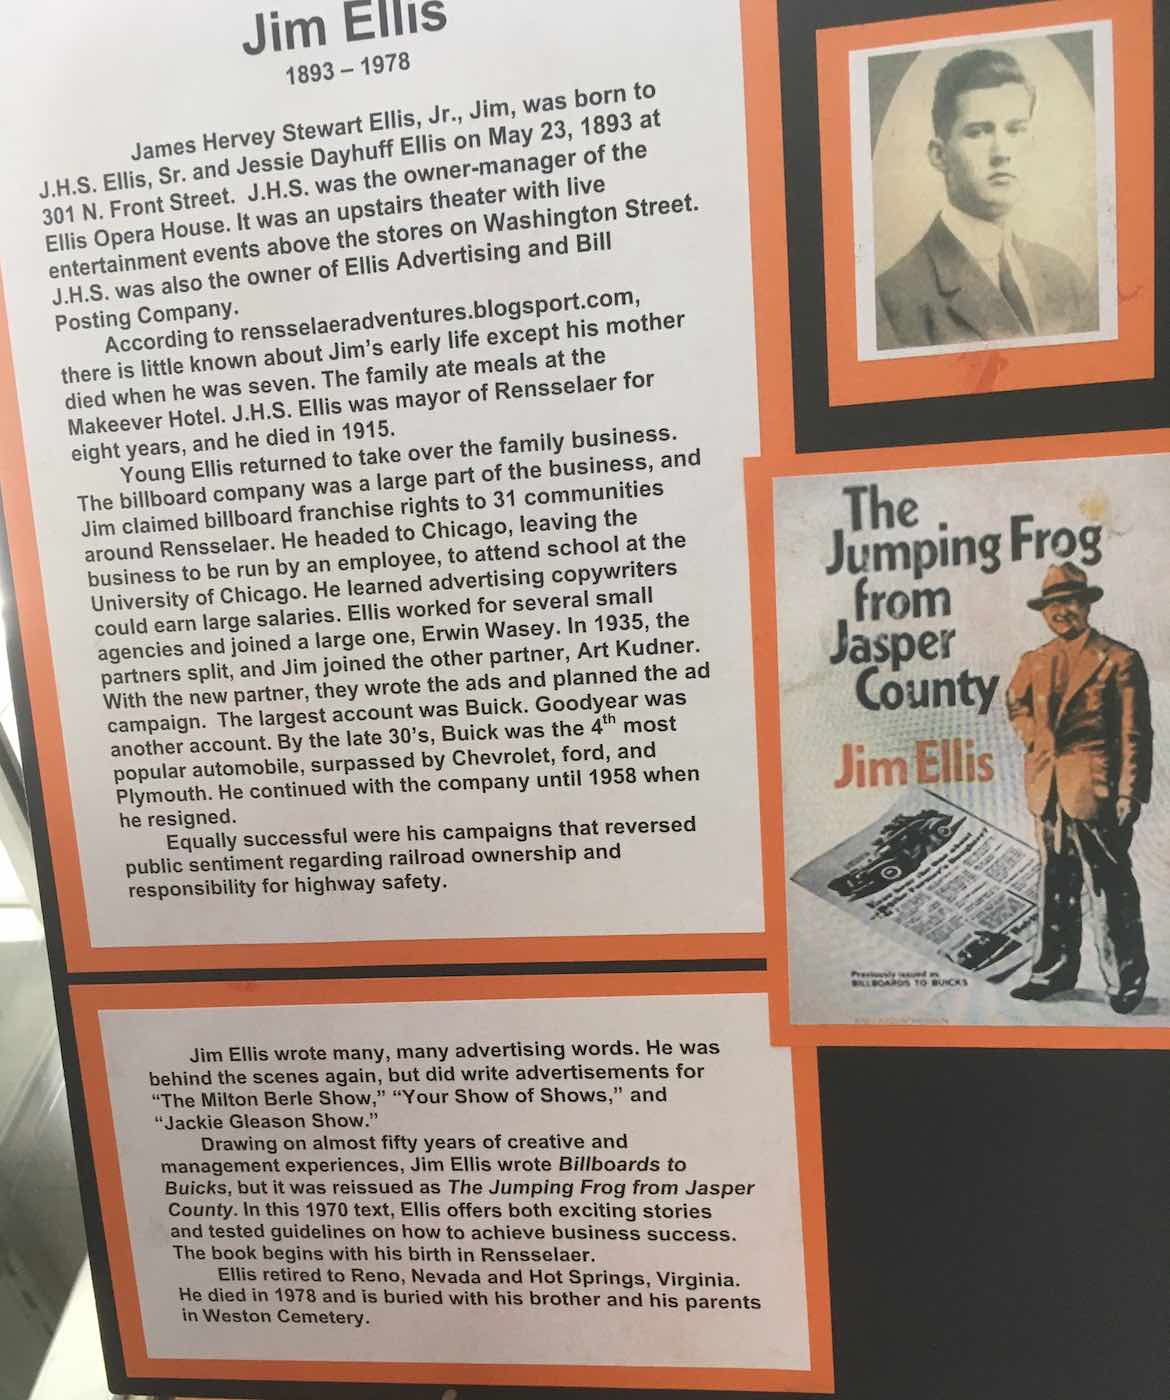 Jim Ellis
1893 – 1978
James Hervey Stewart Ellis, Jr., Jim, was born to
J.H.S. Ellis, Sr. and Jessie Dayhuff Ellis on May 23, 1893 at
301 N. Front Street. J.H.S. was the owner-manager of the
Ellis Opera House. It was an upstairs theater with live
entertainment events above the stores on Washington Street.
J.H.S. was also the owner of Ellis Advertising and Bill
Posting Company.
According to rensselaeradventures.blogsport.com,
there is little known about Jim's early life except his mother
died when he was seven. The family ate meals at the
Makeever Hotel. J.H.S. Ellis was mayor of Rensselaer for
eight years, and he died in 1915.
Young Ellis returned to take over the family business.
The billboard company was a large part of the business, and
Jim claimed billboard franchise rights to 31 communities
around Rensselaer. He headed to Chicago, leaving the
business to be run by an employee, to attend school at the
University of Chicago. He learned advertising copywriters
could earn large salaries. Ellis worked for several small
agencies and joined a large one, Erwin Wasey. In 1935, the
partners split, and Jim joined the other partner, Art Kudner.
With the new partner, they wrote the ads and planned the ad
campaign. The largest account was Buick. Goodyear was
another account. By the late 30's, Buick was the 4th most
popular automobile, surpassed by Chevrolet, ford, and
Plymouth. He continued with the company until 1958 when
he resigned.
Equally successful were his campaigns that reversed
public sentiment regarding railroad ownership and
responsibility for highway safety.
The
Jumping Frog
from
Jasper
County
Jim Ellis
Previously issued as
BILLBOARDS TO BUICKS
Jim Ellis wrote many, many advertising words. He was
behind the scenes again, but did write advertisements for
"The Milton Berle Show," "Your Show of Shows," and
"Jackie Gleason Show."
Drawing on almost fifty years of creative and
management experiences, Jim Ellis wrote Billboards to
Buicks, but it was reissued as The Jumping Frog from Jasper
County. In this 1970 text, Ellis offers both exciting stories
and tested guidelines on how to achieve business success.
The book begins with his birth in Rensselaer.
Ellis retired to Reno, Nevada and Hot Springs, Virginia.
He died in 1978 and is buried with his brother and his parents
in Weston Cemetery.